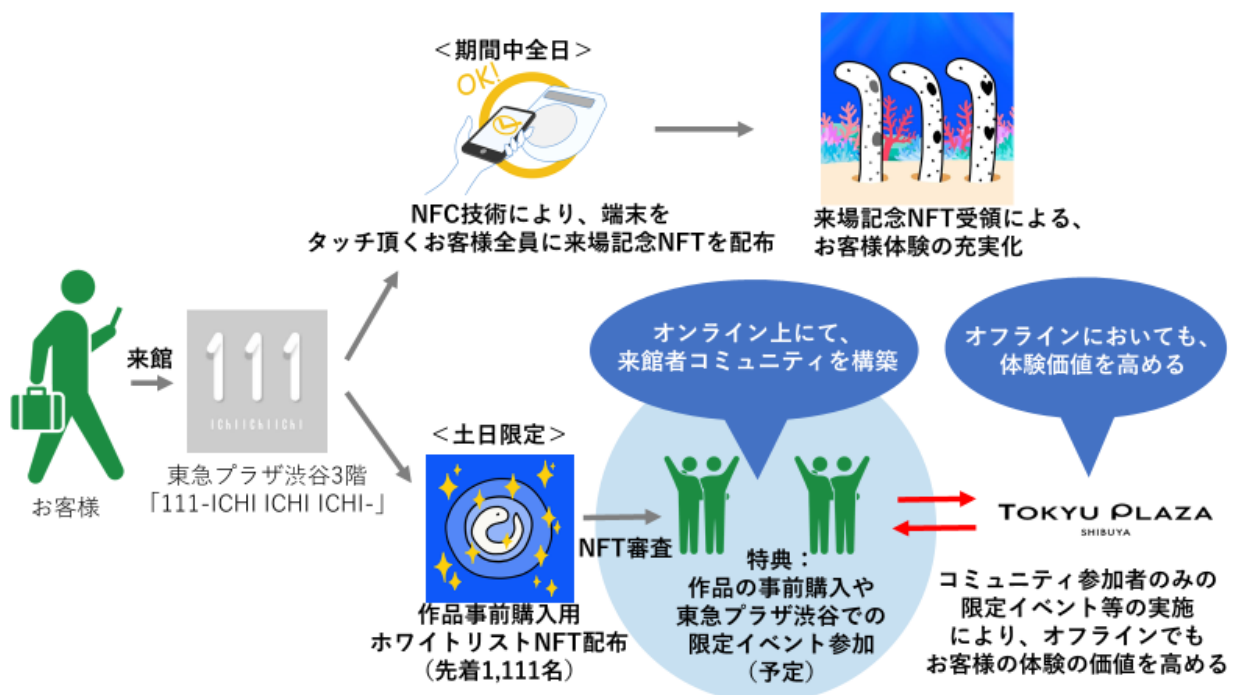 <期間中全日>
OK!
NFC技術により、端末を
タッチ頂くお客様全員に来場記念NFTを配布
来場記念NFT受領による、
お客様体験の充実化
来館
111
ICHI ICHI ICHI
お客様
東急プラザ渋谷3階
「111-ICHI ICHI ICHI-」
<土日限定>
作品事前購入用
ホワイトリストNFT配布
(先着1,111名)
NFT審査
オンライン上にて、
来館者コミュニティを構築
特典：
作品の事前購入や
東急プラザ渋谷での
限定イベント参加
(予定)
オフラインにおいても、
体験価値を高める
TOKYU PLAZA
SHIBUYA
コミュニティ参加者のみの
限定イベント等の実施
により、オフラインでも
お客様の体験の価値を高める